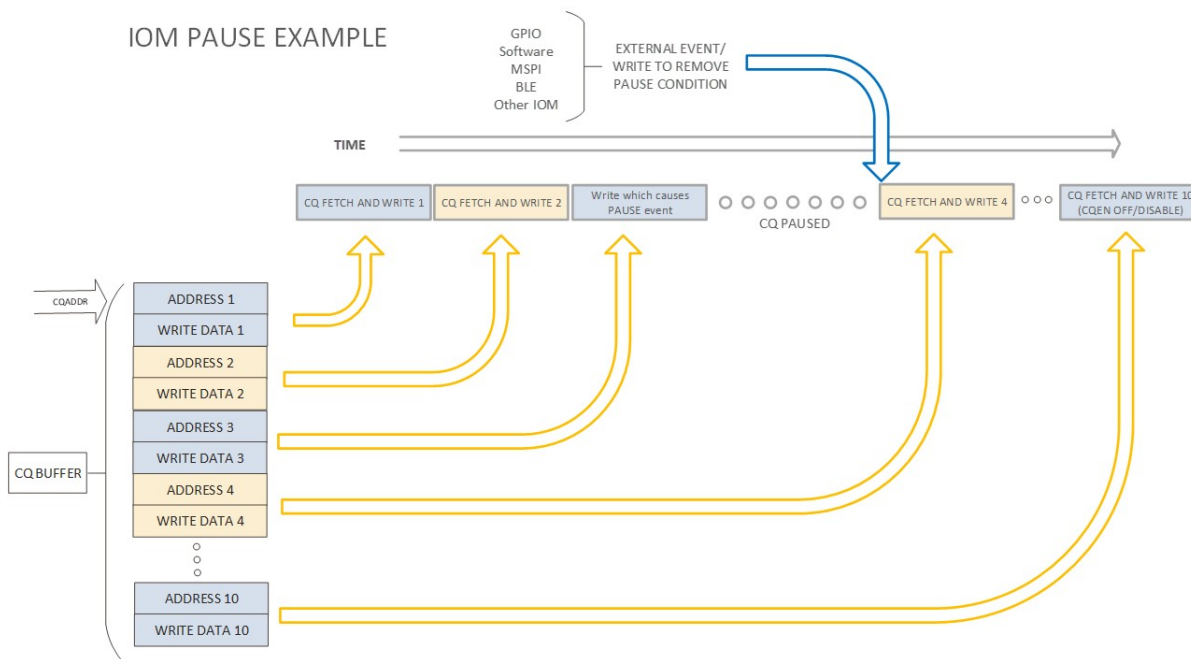 IOM PAUSE EXAMPLE
GPIO
Software
MSPI
BLE
Other IOM
EXTERNAL EVENT/
WRITE TO REMOVE
PAUSE CONDITION
TIME
CQ FETCH AND WRITE 1
CQ FETCH AND WRITE 2
Write which causes
PAUSE event
CQ PAUSED
CQ FETCH AND WRITE 4
CQ FETCH AND WRITE 10
(CQEN OFF/DISABLE)
CQADDR
ADDRESS 1
WRITE DATA 1
ADDRESS 2
WRITE DATA 2
ADDRESS 3
WRITE DATA 3
CQ BUFFER
ADDRESS 4
WRITE DATA 4
ADDRESS 10
WRITE DATA 10